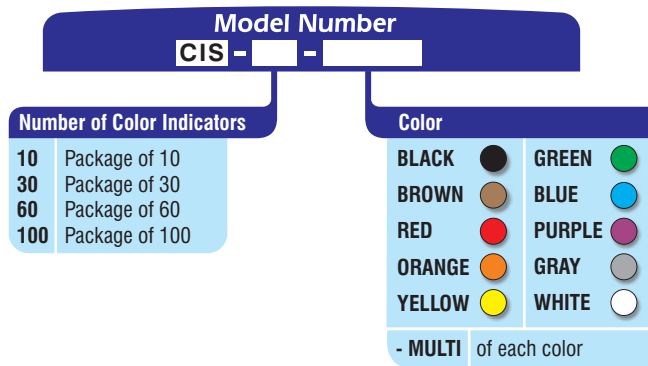 Model Number
CIS - -
Number of Color Indicators
10 Package of 10
30 Package of 30
60 Package of 60
100 Package of 100
Color
BLACK GREEN
BROWN BLUE
RED PURPLE
ORANGE GRAY
YELLOW WHITE
- MULTI of each color